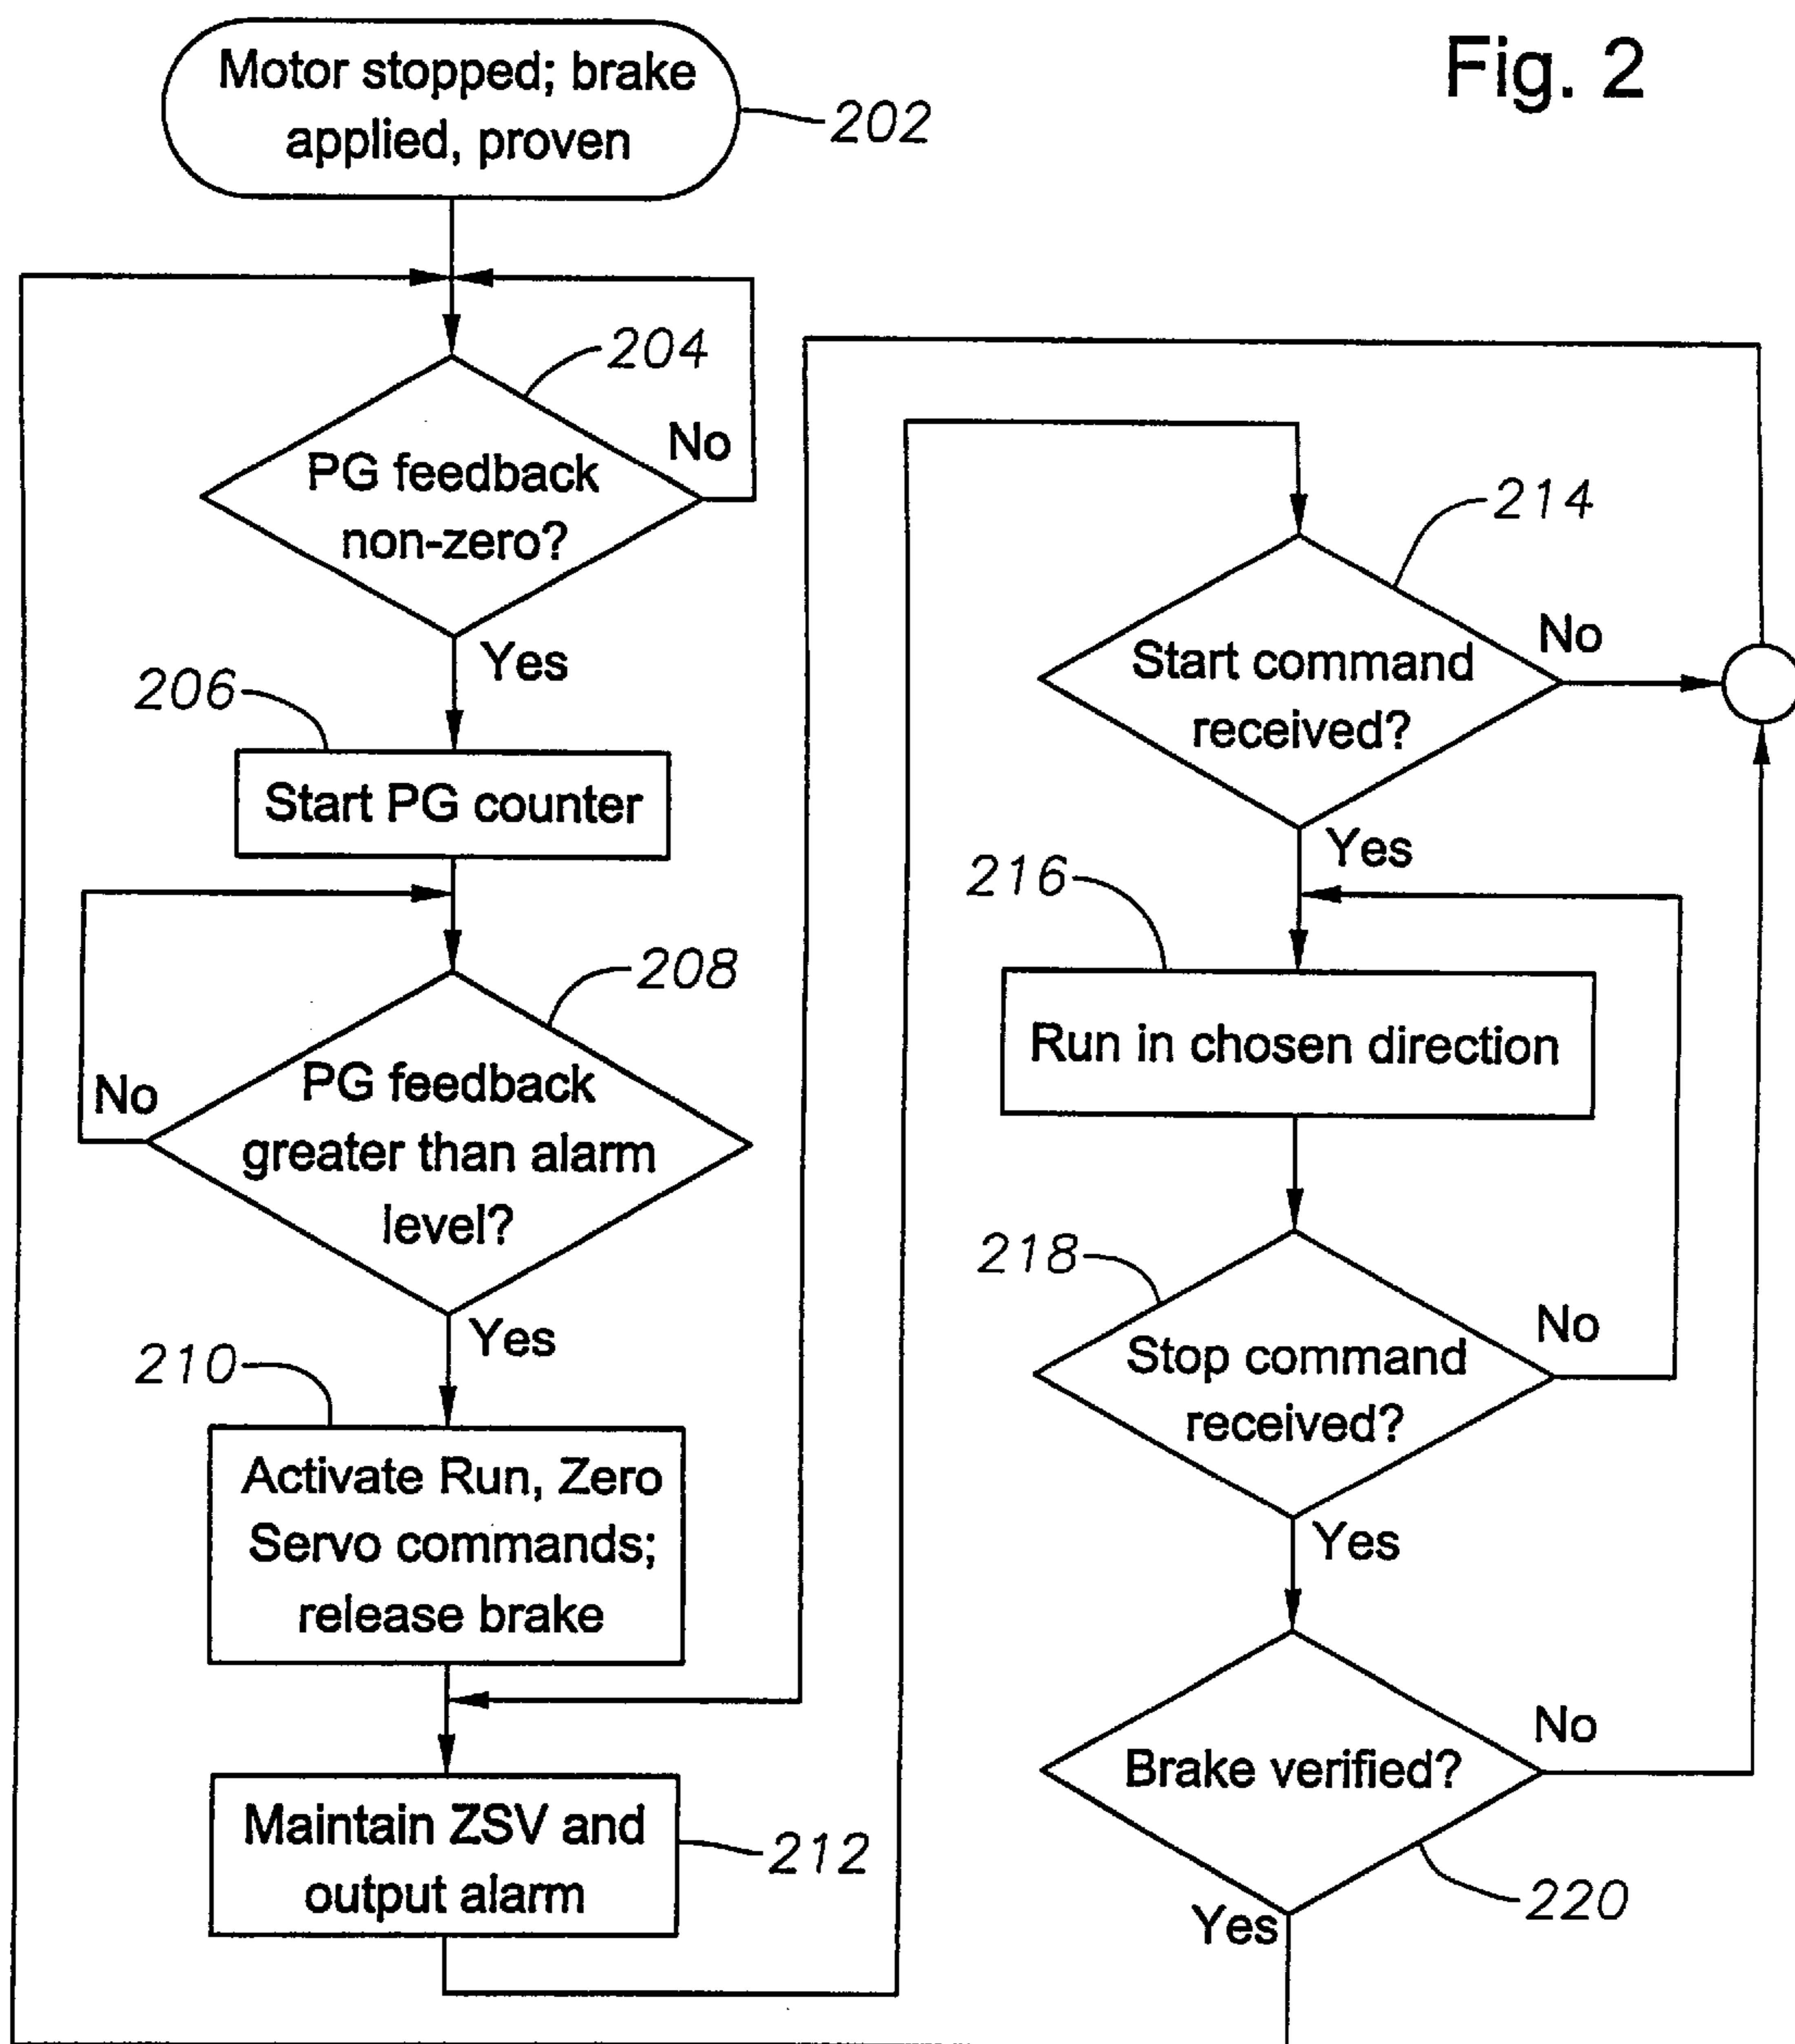 Fig. 2
Motor stopped; brake
applied, proven
202
204
PG feedback
non-zero?
No
Yes
206
Start PG counter
208
PG feedback
greater than alarm
level?
No
Yes
210
Activate Run, Zero
Servo commands;
release brake
Maintain ZSV and
output alarm
212
214
Start command
received?
No
Yes
216
Run in chosen direction
218
Stop command
received?
No
Yes
Brake verified?
No
220
Yes